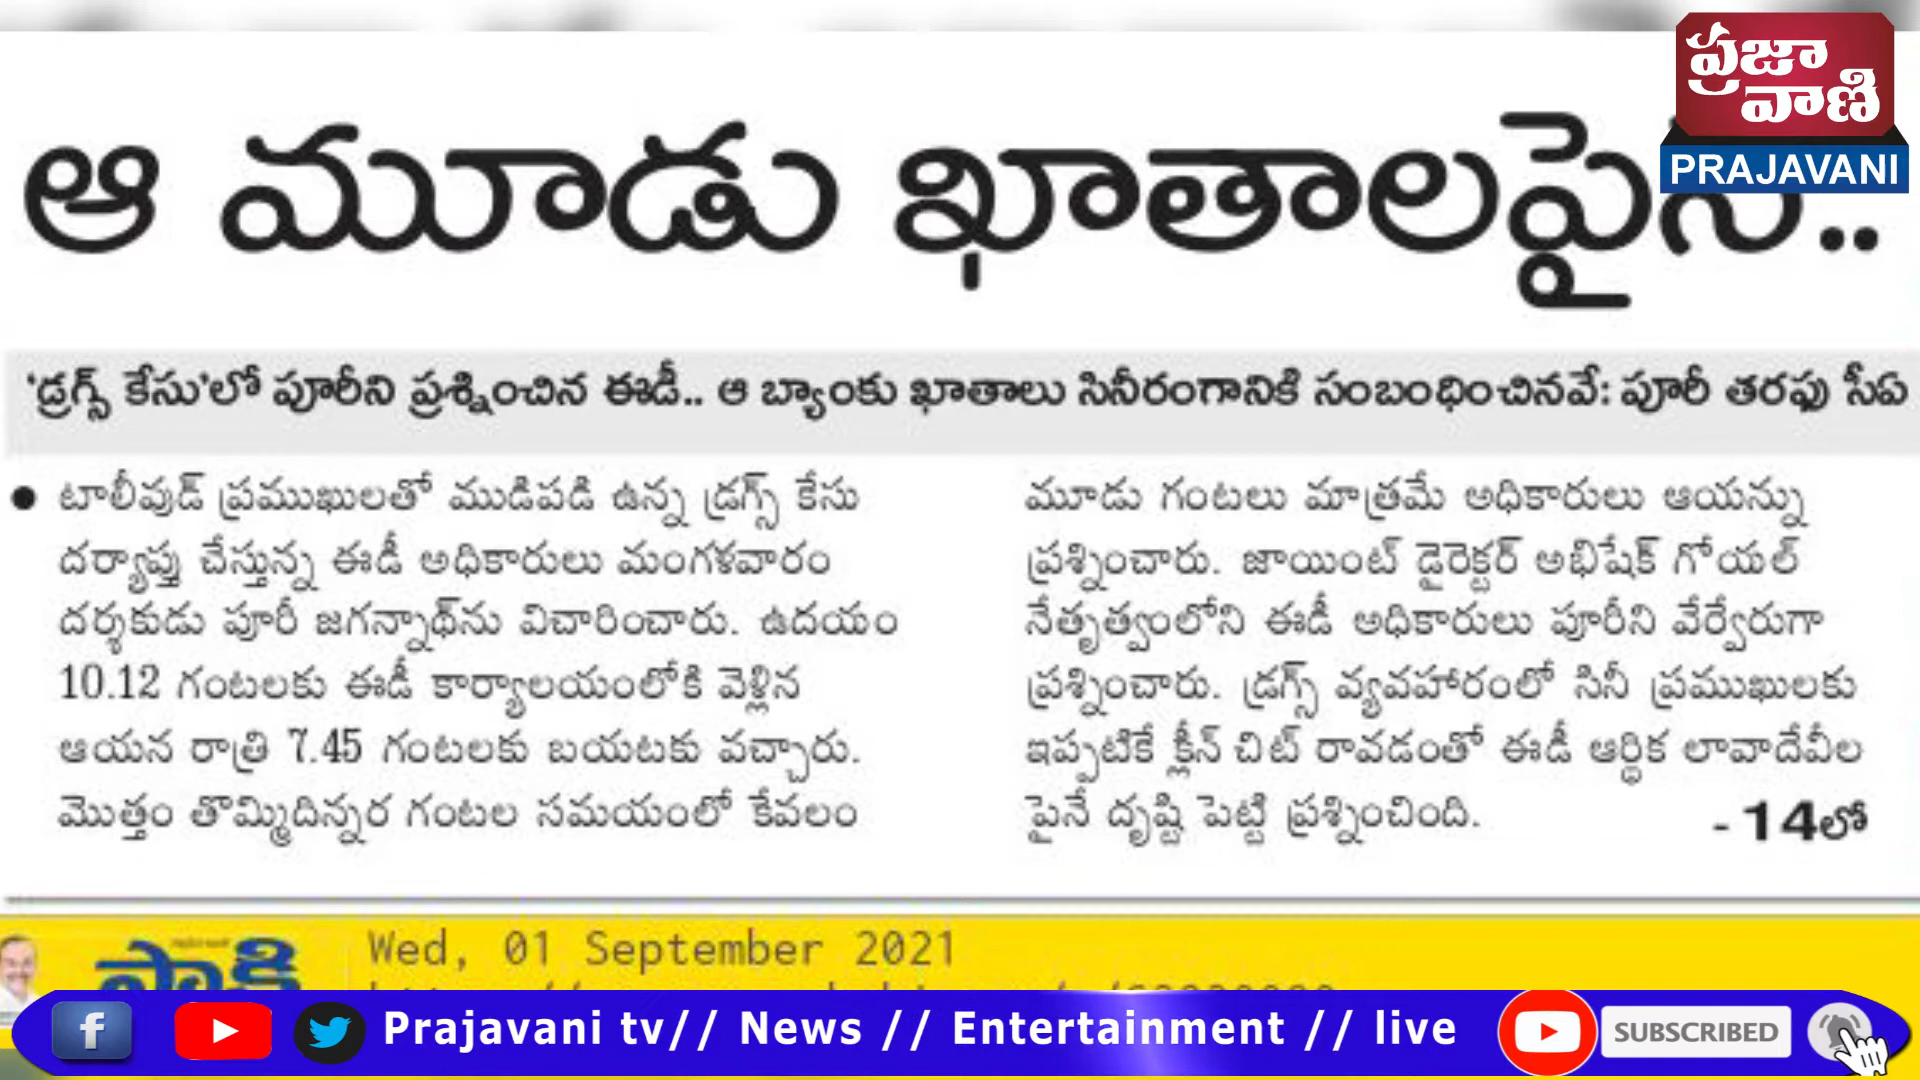 ప్రజా
వాణి
PRAJAVANI
ఆ మూడు ఖాతాలపైనే..
'డ్రగ్స్ కేసు'లో పూరీని ప్రశ్నించిన ఈడీ.. ఆ బ్యాంకు ఖాతాలు సినీరంగానికి సంబంధించినవే: పూరీ తరఫు సీఏ
● టాలీవుడ్ ప్రముఖులతో ముడిపడి ఉన్న డ్రగ్స్ కేసు
దర్యాప్తు చేస్తున్న ఈడీ అధికారులు మంగళవారం
దర్శకుడు పూరీ జగన్నాథ్‌ను విచారించారు. ఉదయం
10.12 గంటలకు ఈడీ కార్యాలయంలోకి వెళ్లిన
ఆయన రాత్రి 7.45 గంటలకు బయటకు వచ్చారు.
మొత్తం తొమ్మిదిన్నర గంటల సమయంలో కేవలం
మూడు గంటలు మాత్రమే అధికారులు ఆయన్ను
ప్రశ్నించారు. జాయింట్ డైరెక్టర్ అభిషేక్ గోయల్
నేతృత్వంలోని ఈడీ అధికారులు పూరీని వేర్వేరుగా
ప్రశ్నించారు. డ్రగ్స్ వ్యవహారంలో సినీ ప్రముఖులకు
ఇప్పటికే క్లీన్ చిట్ రావడంతో ఈడీ ఆర్థిక లావాదేవీల
పైనే దృష్టి పెట్టి ప్రశ్నించింది.
- 14లో
సాక్షి
Wed, 01 September 2021
Prajavani tv// News // Entertainment // live
SUBSCRIBED